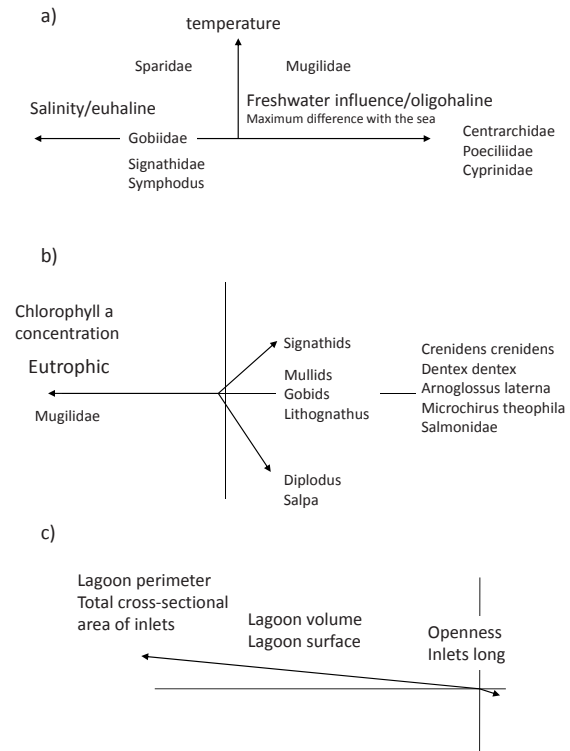 a)
temperature
Sparidae
Mugilidae
Salinity/euhaline
Freshwater influence/oligohaline
Maximum difference with the sea
Gobiidae
Signathidae
Symphodus
Centrarchidae
Poeciliidae
Cyprinidae
b)
Chlorophyll a
concentration
Eutrophic
Mugilidae
Signathids
Mullids
Gobids
Lithognathus
Crenidens crenidens
Dentex dentex
Arnoglossus laterna
Microchirus theophila
Salmonidae
Diplodus
Salpa
c)
Lagoon perimeter
Total cross-sectional
area of inlets
Lagoon volume
Lagoon surface
Openness
Inlets long